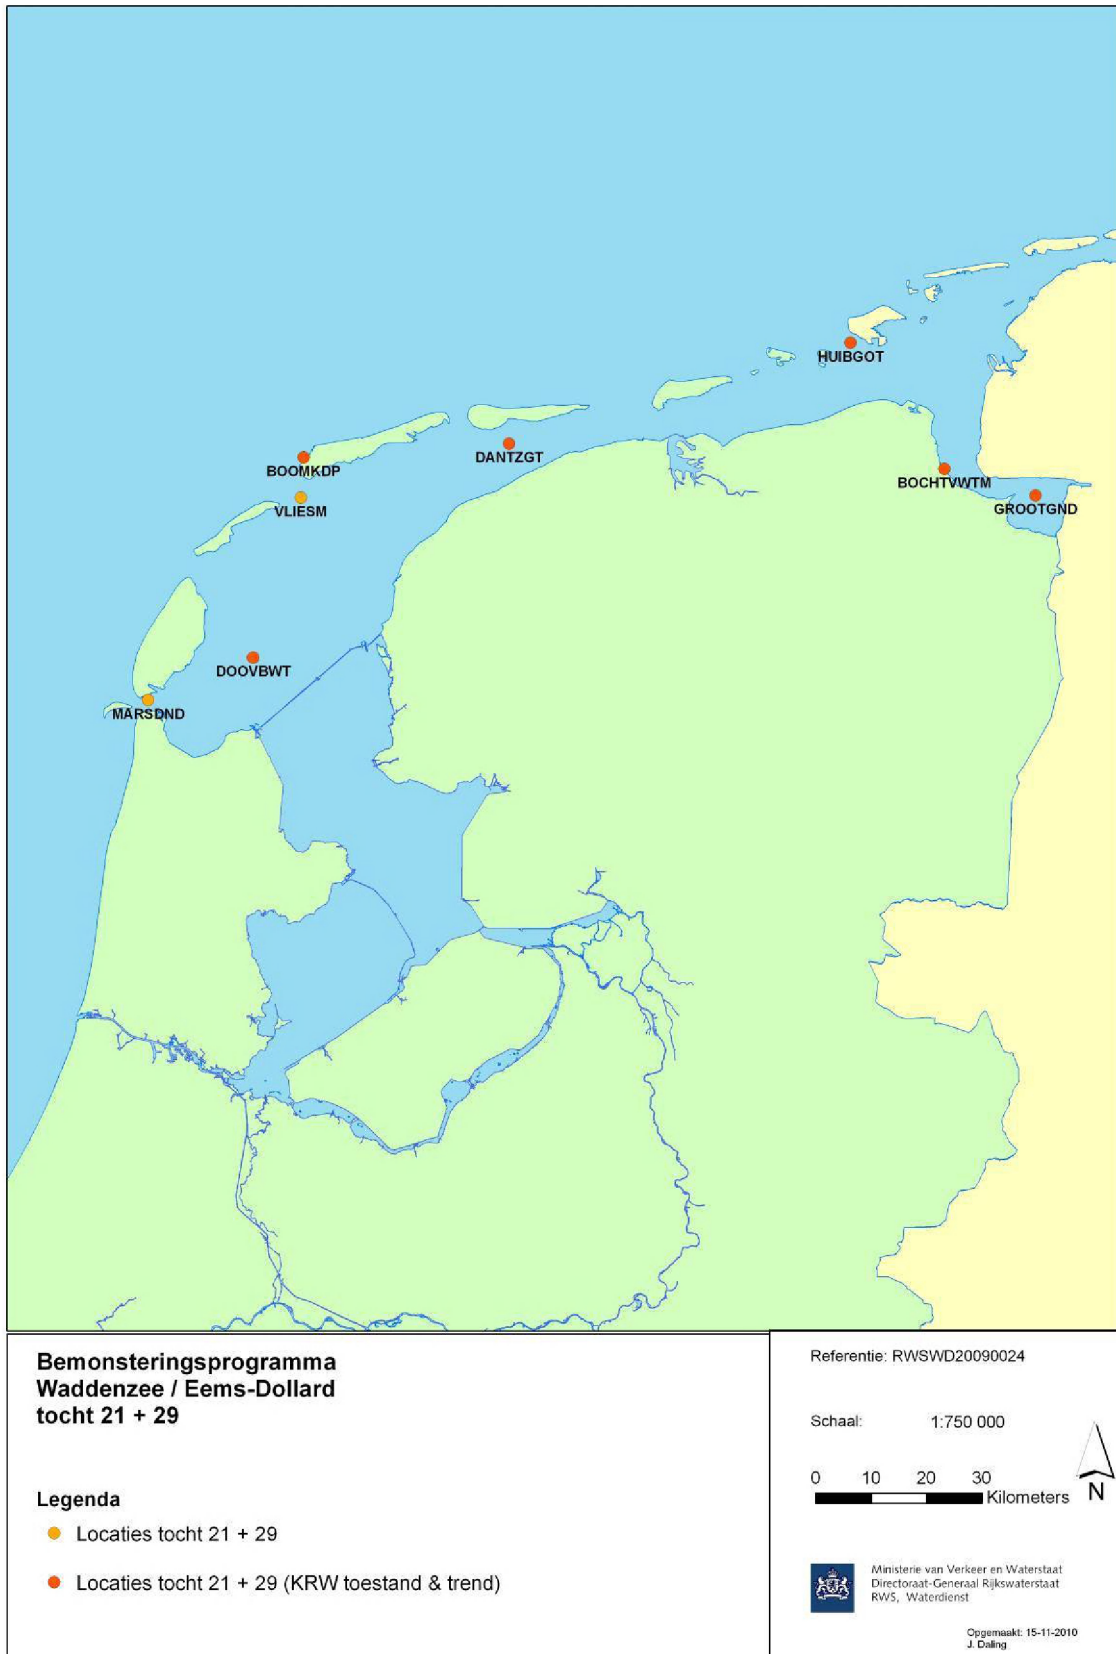 HUIBGOT
DANTZGT
BOOMKDP
BOCHTVWTM
GROOTGND
VLIESM
DOOVBWT
MARSDND
Bemonsteringsprogramma
Waddenzee / Eems-Dollard
tocht 21 + 29
Legenda
Locaties tocht 21 + 29
Locaties tocht 21 + 29 (KRW toestand & trend)
Referentie: RWSWD20090024
Schaal: 1:750 000
0 10 20 30
Kilometers
N
Ministerie van Verkeer en Waterstaat
Directoraat-Generaal Rijkswaterstaat
RWS, Waterdienst
Opgemaakt: 15-11-2010
J. Daling